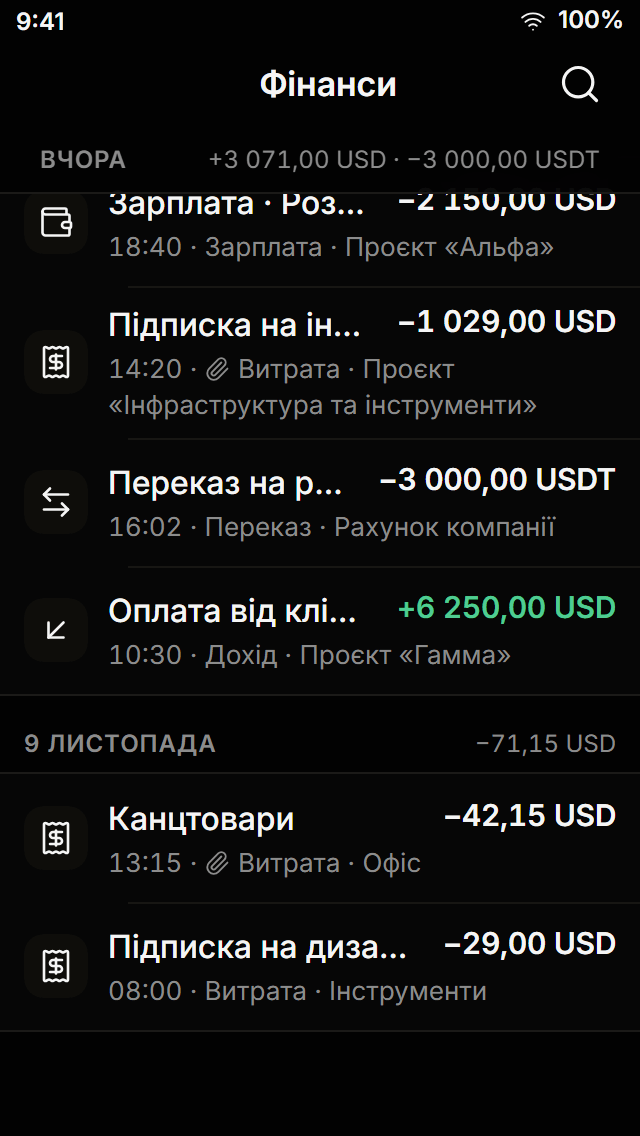 9:41
100%
Фінанси
ВЧОРА
+3 071,00 USD · −3 000,00 USDT
Зарплата · Роз...
−2 150,00 USD
18:40 · Зарплата · Проєкт «Альфа»
Підписка на ін...
−1 029,00 USD
14:20 · Витрата · Проєкт
«Інфраструктура та інструменти»
Переказ на р...
−3 000,00 USDT
16:02 · Переказ · Рахунок компанії
Оплата від клі...
+6 250,00 USD
10:30 · Дохід · Проєкт «Гамма»
9 ЛИСТОПАДА
−71,15 USD
Канцтовари
−42,15 USD
13:15 · Витрата · Офіс
Підписка на диза...
−29,00 USD
08:00 · Витрата · Інструменти